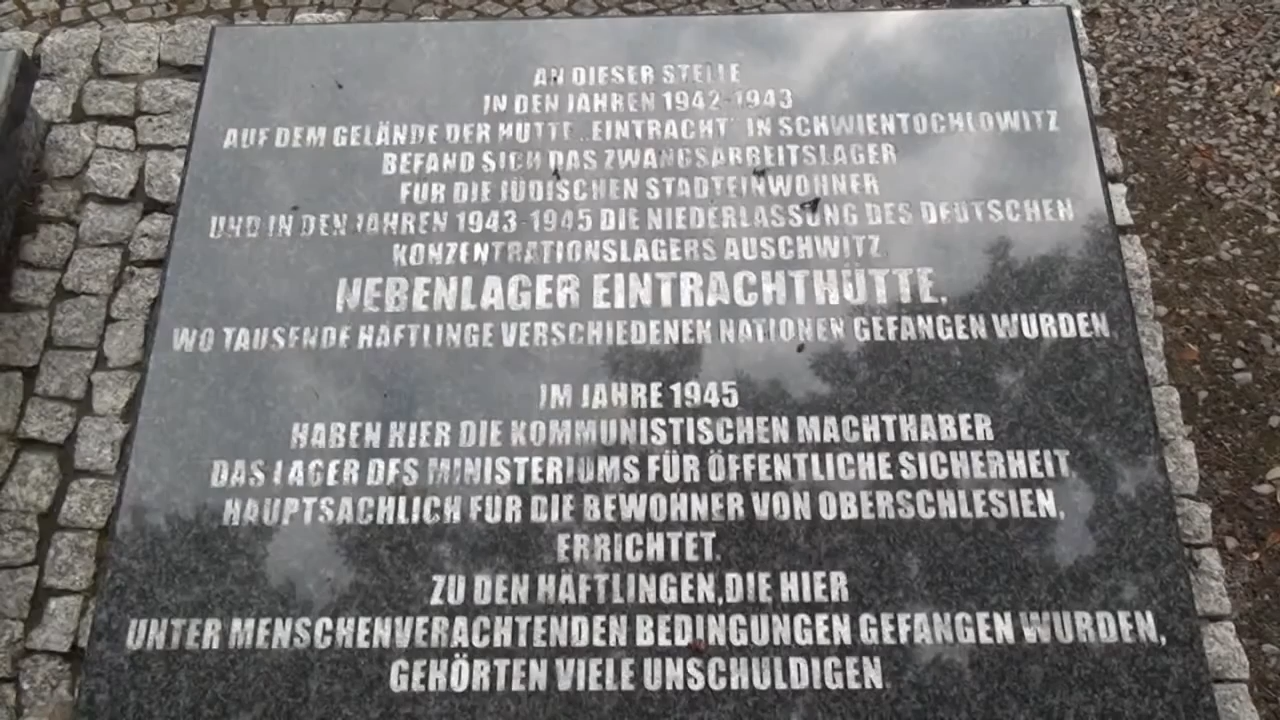 AN DIESER STELLE
IN DEN JAHREN 1942-1943
AUF DEM GELÄNDE DER HÜTTE „EINTRACHT" IN SCHWIENTOCHLOWITZ
BEFAND SICH DAS ZWANGSARBEITSLAGER
FÜR DIE JÜDISCHEN STADTEINWOHNER
UND IN DEN JAHREN 1943-1945 DIE NIEDERLASSUNG DES DEUTSCHEN
KONZENTRATIONSLAGERS AUSCHWITZ,
NEBENLAGER EINTRACHTHÜTTE,
WO TAUSENDE HÄFTLINGE VERSCHIEDENEN NATIONEN GEFANGEN WURDEN
IM JAHRE 1945
HABEN HIER DIE KOMMUNISTISCHEN MACHTHABER
DAS LAGER DES MINISTERIUMS FÜR ÖFFENTLICHE SICHERHEIT
HAUPTSÄCHLICH FÜR DIE BEWOHNER VON OBERSCHLESIEN,
ERRICHTET.
ZU DEN HÄFTLINGEN,DIE HIER
UNTER MENSCHENVERACHTENDEN BEDINGUNGEN GEFANGEN WURDEN,
GEHÖRTEN VIELE UNSCHULDIGEN